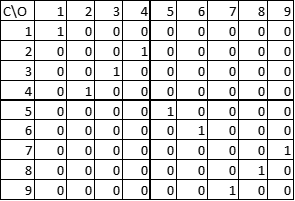 C\O 1 2 3 4 5 6 7 8 9
1 1 0 0 0 0 0 0 0 0
2 0 0 0 1 0 0 0 0 0
3 0 0 1 0 0 0 0 0 0
4 0 1 0 0 0 0 0 0 0
5 0 0 0 0 1 0 0 0 0
6 0 0 0 0 0 1 0 0 0
7 0 0 0 0 0 0 0 0 1
8 0 0 0 0 0 0 0 1 0
9 0 0 0 0 0 0 1 0 0